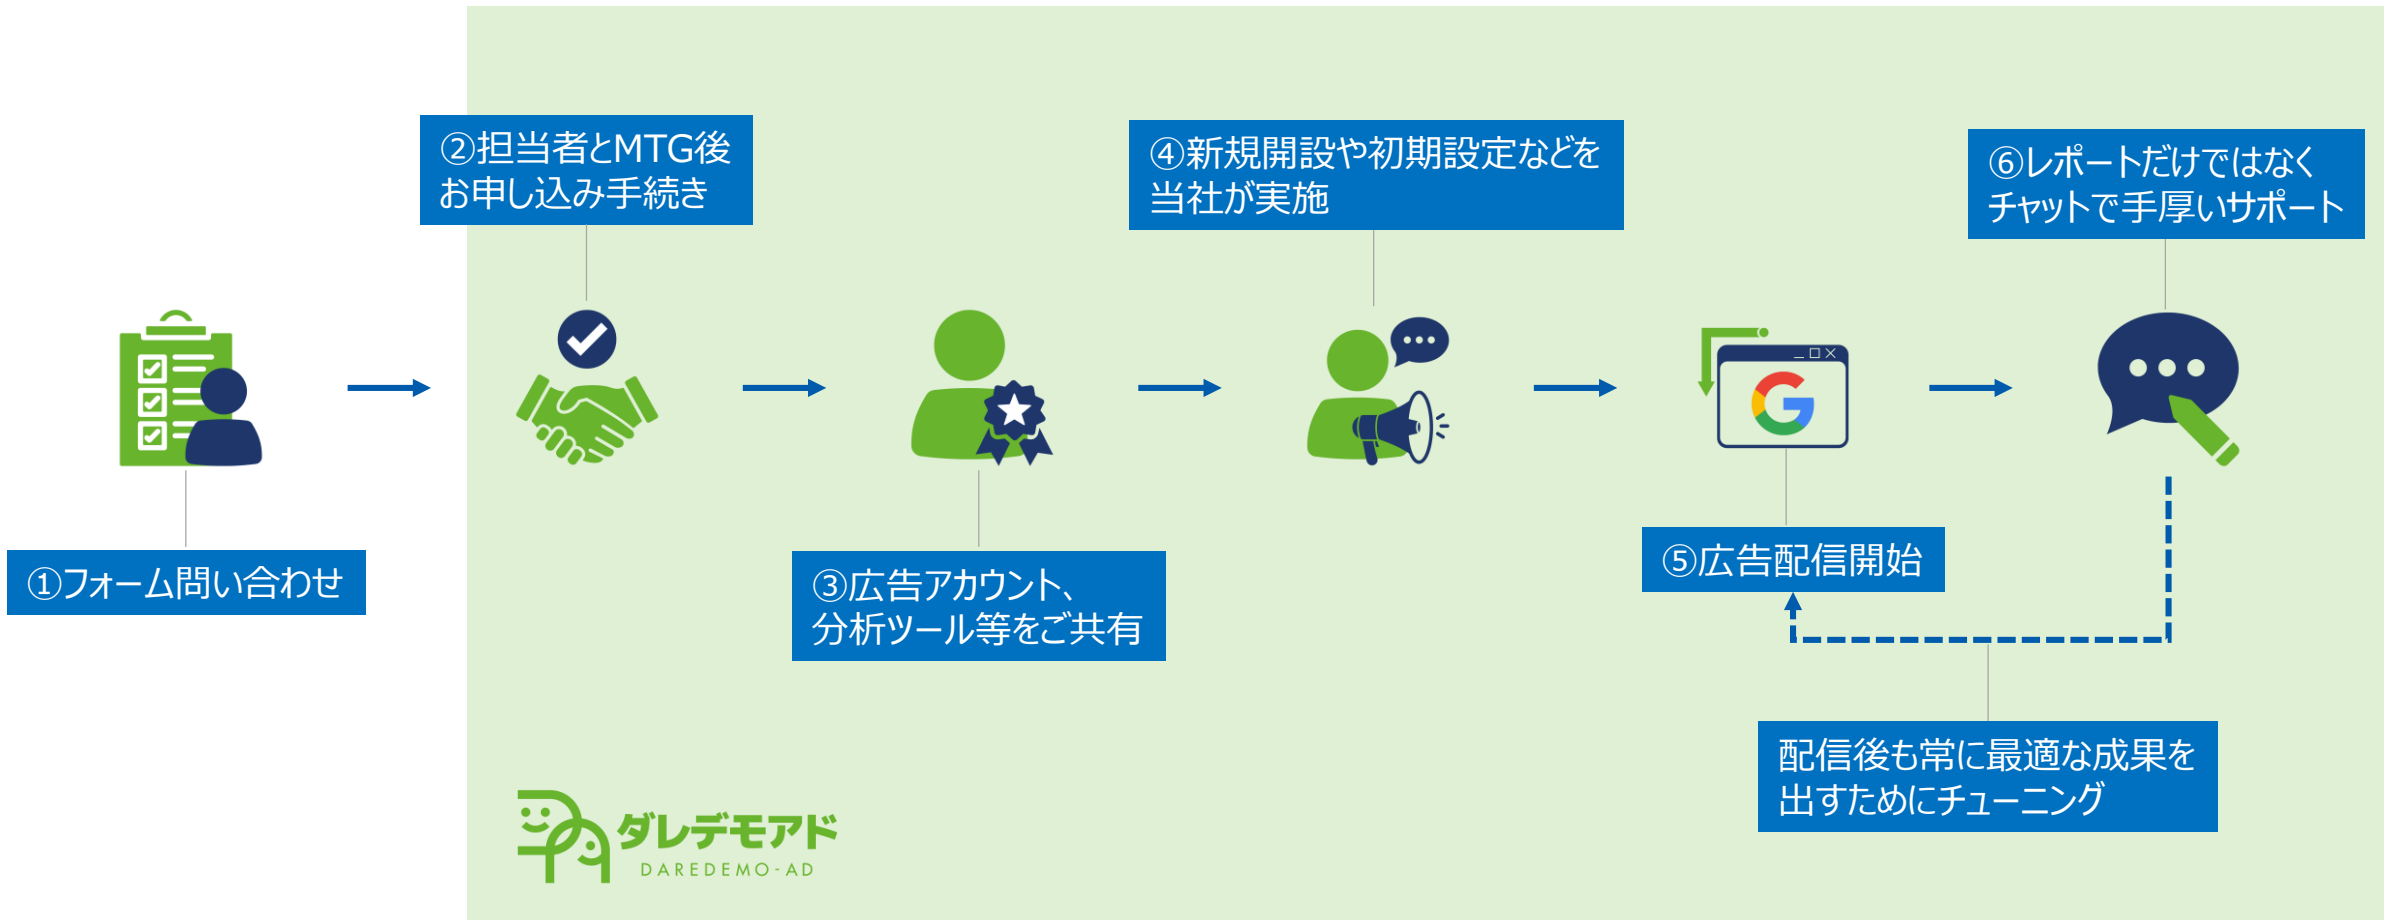 ①フォーム問い合わせ
②担当者とMTG後
お申し込み手続き
③広告アカウント、
分析ツール等をご共有
④新規開設や初期設定などを
当社が実施
⑤広告配信開始
⑥レポートだけではなく
チャットで手厚いサポート
配信後も常に最適な成果を
出すためにチューニング
ダレデモアド
DAREDEMO-AD